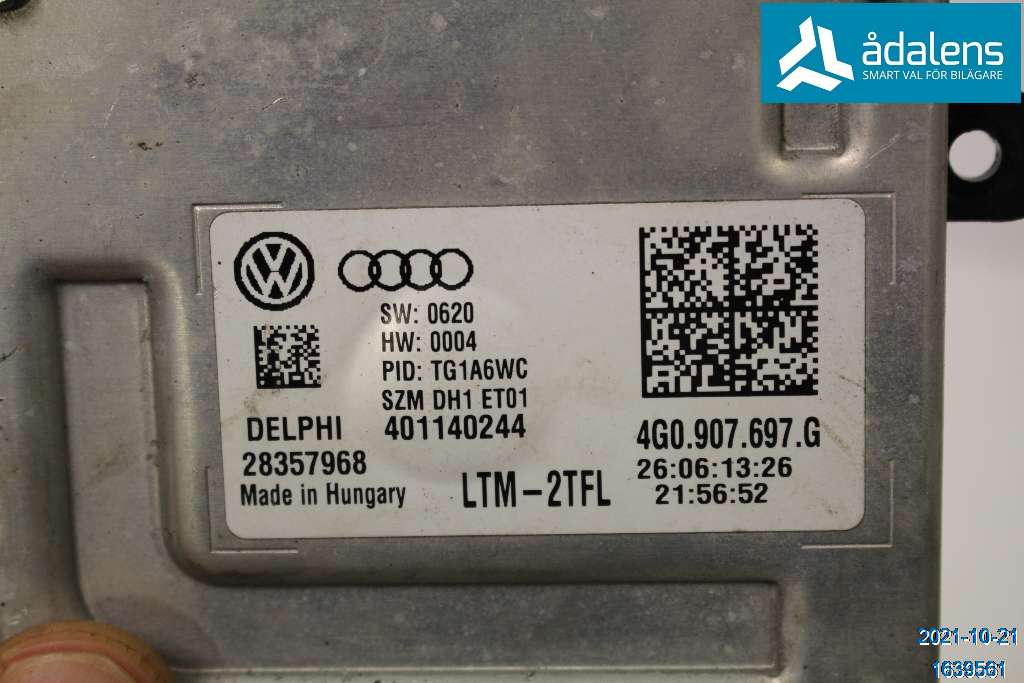 ådalens
SMART VAL FÖR BILÄGARE
SW: 0620
HW: 0004
PID: TG1A6WC
SZM DH1 ET01
DELPHI 401140244
28357968
Made in Hungary
LTM-2TFL
4G0.907.697.G
26:06:13:26
21:56:52
2021-10-21
1639561